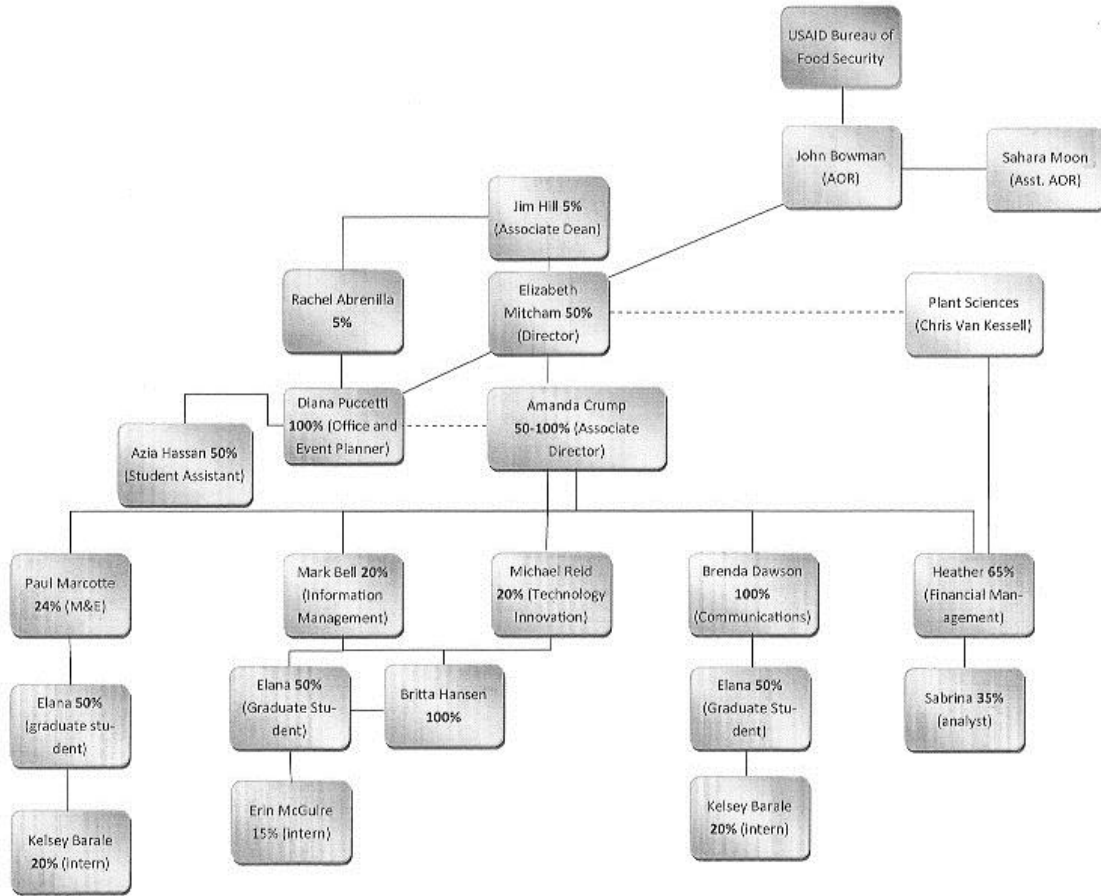 USAID Bureau of
Food Security
John Bowman
(AOR)
Sahara Moon
(Asst. AOR)
Jim Hill 5%
(Associate Dean)
Rachel Abrenilla
5%
Elizabeth
Mitcham 50%
(Director)
Plant Sciences
(Chris Van Kessell)
Diana Puccetti
100% (Office and
Event Planner)
Amanda Crump
50-100% (Associate
Director)
Azia Hassan 50%
(Student Assistant)
Paul Marcotte
24% (M&E)
Mark Bell 20%
(Information
Management)
Michael Reid
20% (Technology
Innovation)
Brenda Dawson
100%
(Communications)
Heather 65%
(Financial Man-
agement)
Elana 50%
(graduate stu-
dent)
Elana 50%
(Graduate Stu-
dent)
Britta Hansen
100%
Elana 50%
(Graduate Stu-
dent)
Sabrina 35%
(analyst)
Kelsey Barale
20% (intern)
Erin McGuire
15% (intern)
Kelsey Barale
20% (intern)